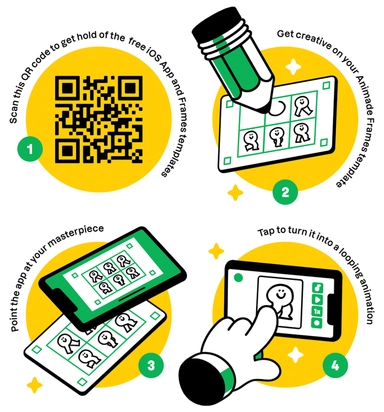 Scan this QR code to get hold of the free iOS App and Frames templates
1
Get creative on your Animade Frames template
2
Point the app at your masterpiece
3
Tap to turn it into a looping animation
1x
4